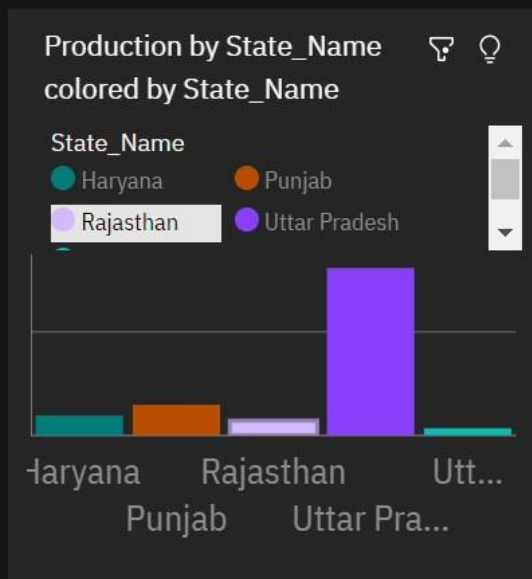 Production by State_Name
colored by State_Name
State_Name
Haryana Punjab
Rajasthan Uttar Pradesh
Haryana Rajasthan Utt...
Punjab Uttar Pra...